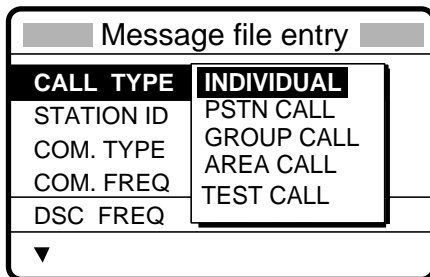 Message file entry
CALL TYPE
STATION ID
COM. TYPE
COM. FREQ
DSC FREQ
INDIVIDUAL
PSTN CALL
GROUP CALL
AREA CALL
TEST CALL
▼